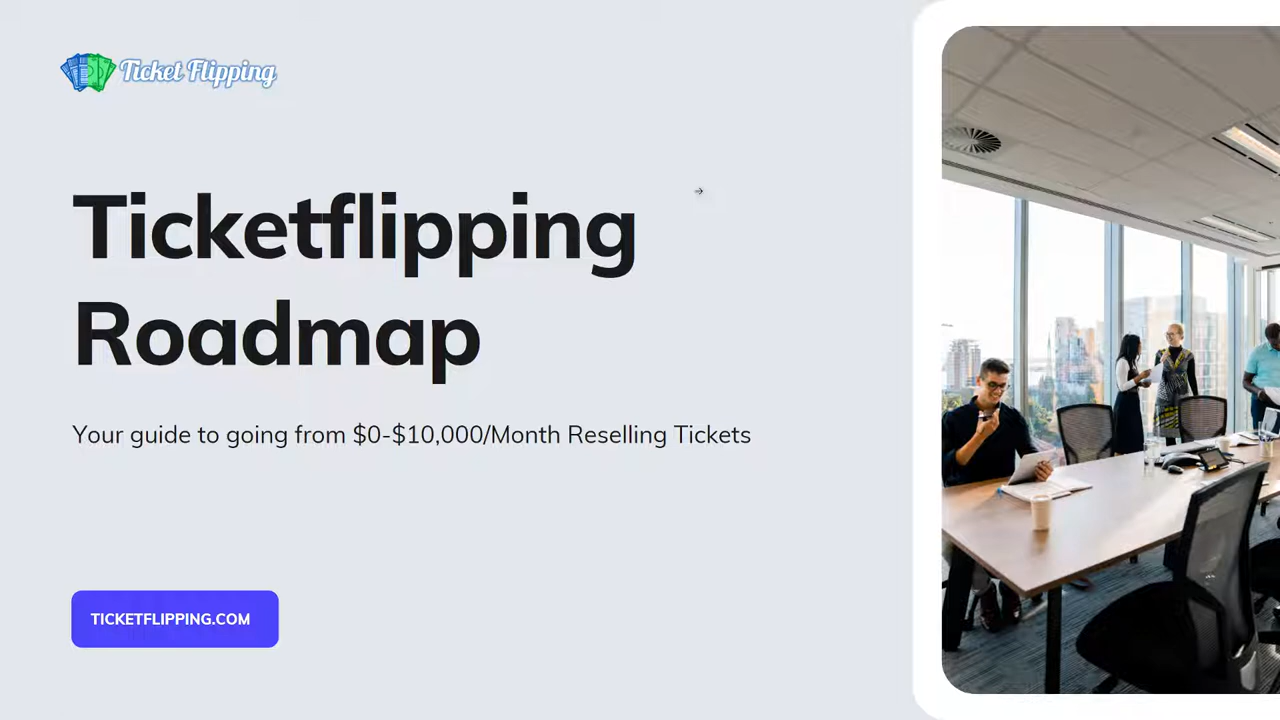 Ticket Flipping
Ticketflipping
Roadmap
Your guide to going from $0-$10,000/Month Reselling Tickets
TICKETFLIPPING.COM